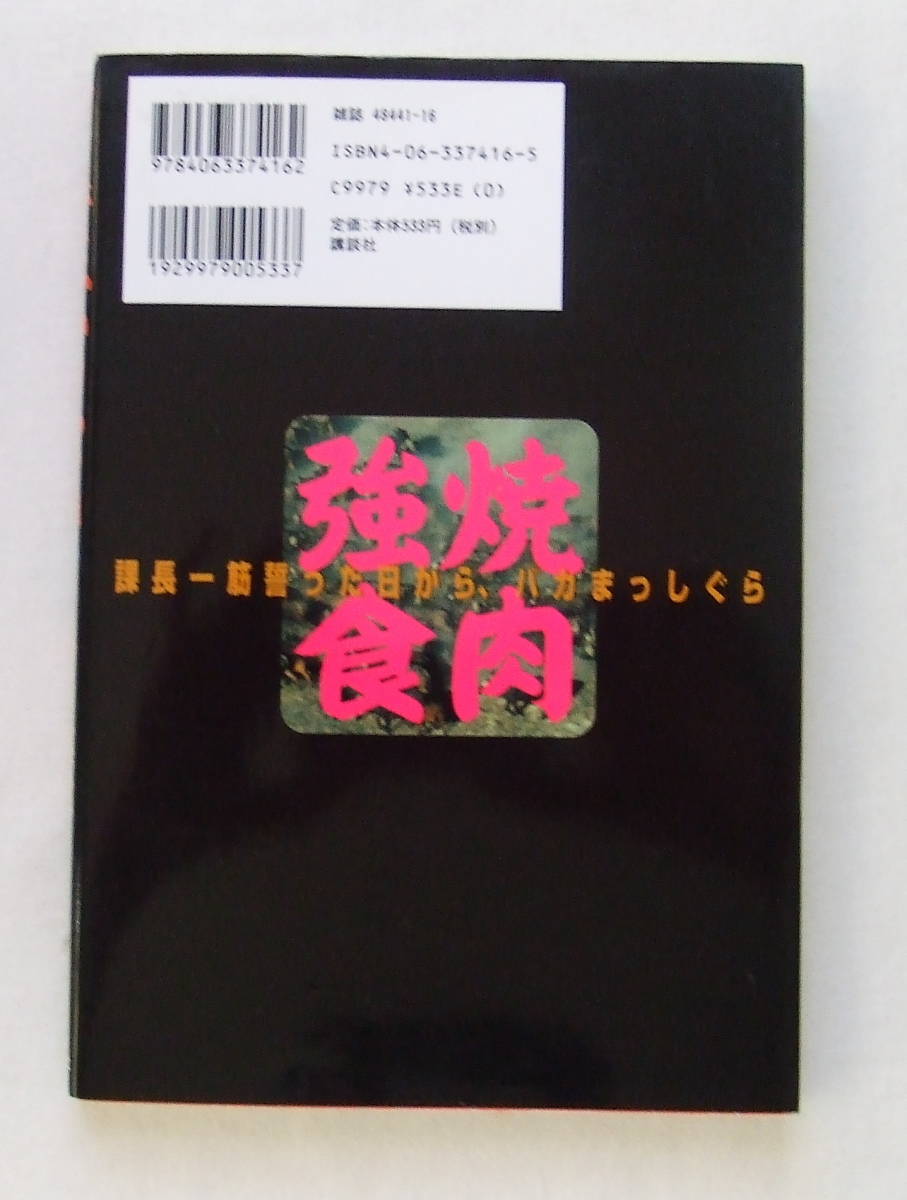 雑誌 48441-16
9784063374162
ISBN4-06-337416-5
C9979 ¥533E (0)
1929979005337
定価:本体533円 (税別)
講談社
焼肉
強食
課長一筋誓った日から、バカまっしぐら